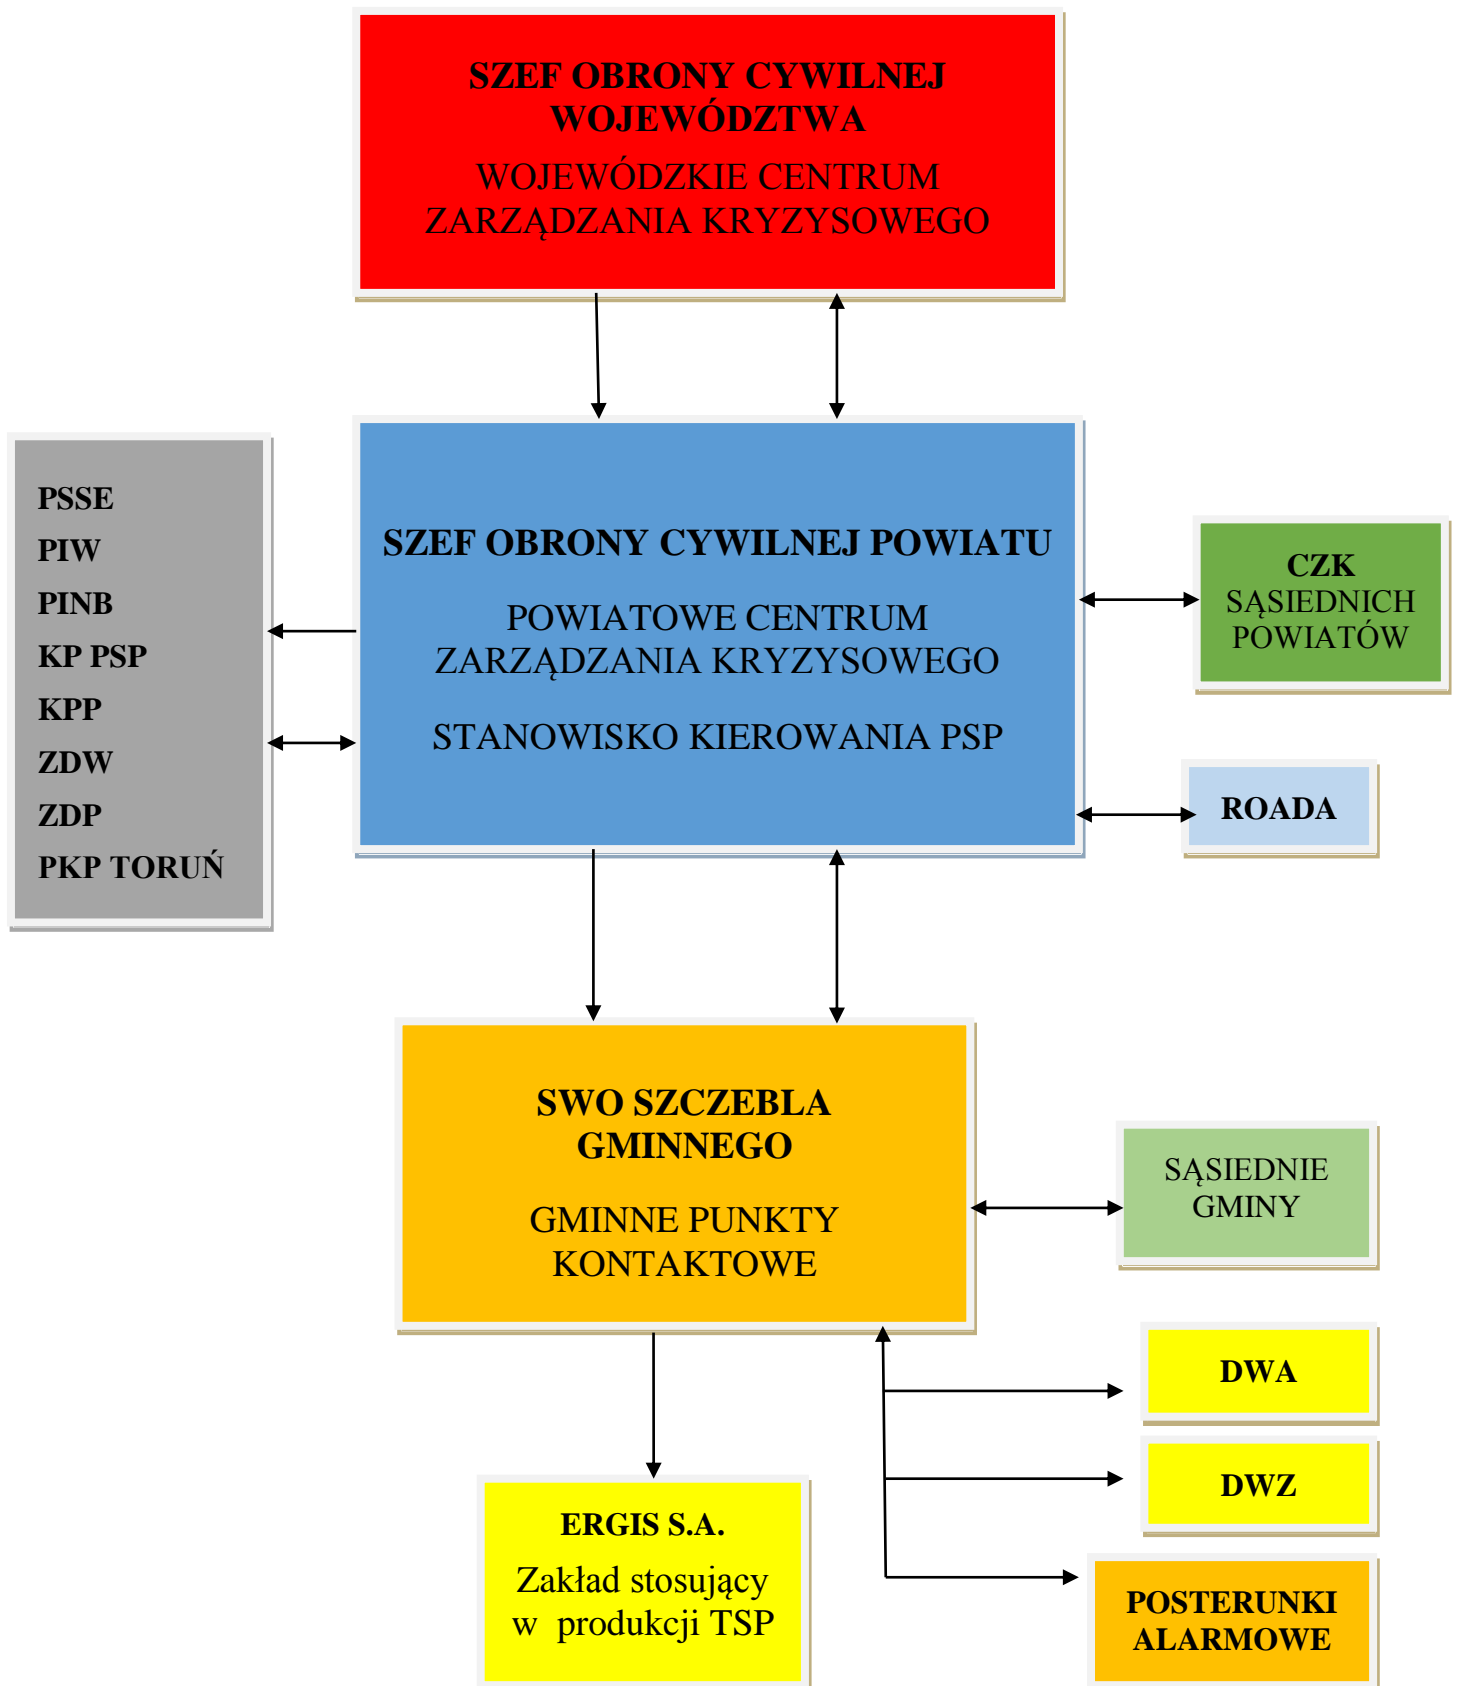 SZEF OBRONY CYWILNEJ
WOJEWÓDZTWA
WOJEWÓDZKIE CENTRUM
ZARZĄDZANIA KRYZYSOWEGO
PSSE
PIW
PINB
KP PSP
KPP
ZDW
ZDP
PKP TORUŃ
SZEF OBRONY CYWILNEJ POWIATU
POWIATOWE CENTRUM
ZARZĄDZANIA KRYZYSOWEGO
STANOWISKO KIEROWANIA PSP
CZK
SĄSIEDNICH
POWIATÓW
ROADA
SWO SZCZEBLA
GMINNEGO
GMINNE PUNKTY
KONTAKTOWE
SĄSIEDNIE
GMINY
DWA
DWZ
POSTERUNKI
ALARMOWE
ERGIS S.A.
Zakład stosujący
w produkcji TSP